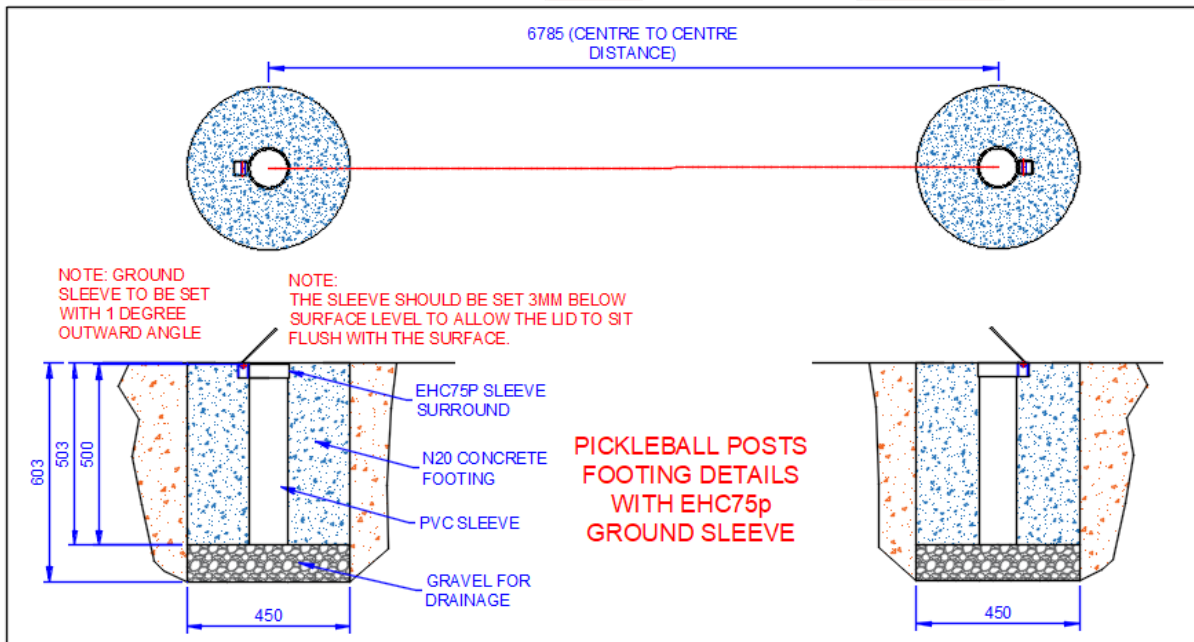 6785 (CENTRE TO CENTRE
DISTANCE)
NOTE: GROUND
SLEEVE TO BE SET
WITH 1 DEGREE
OUTWARD ANGLE
NOTE:
THE SLEEVE SHOULD BE SET 3MM BELOW
SURFACE LEVEL TO ALLOW THE LID TO SIT
FLUSH WITH THE SURFACE.
603
503
500
EHC75P SLEEVE
SURROUND
N20 CONCRETE
FOOTING
PVC SLEEVE
GRAVEL FOR
DRAINAGE
450
PICKLEBALL POSTS
FOOTING DETAILS
WITH EHC75p
GROUND SLEEVE
450